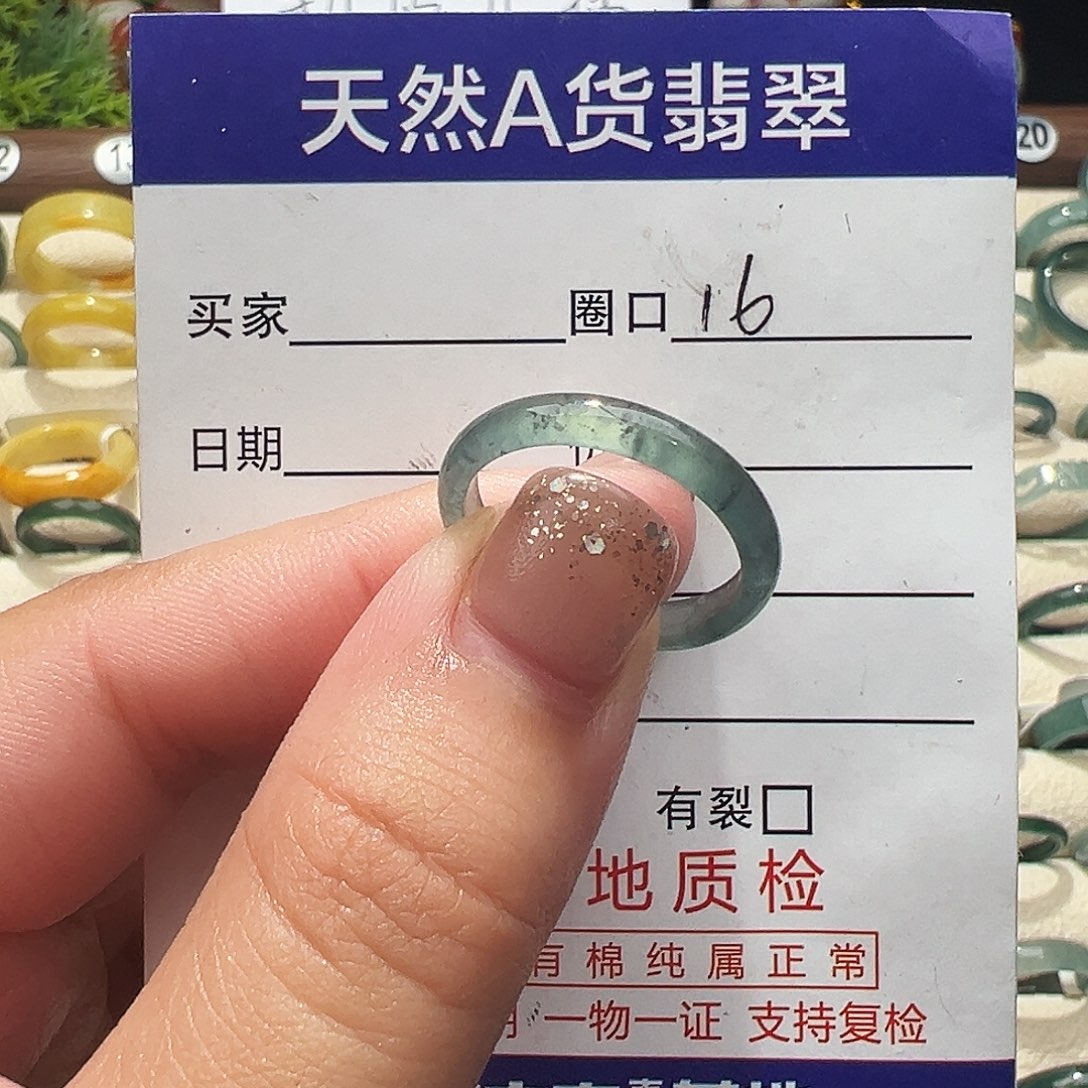 天然A货翡翠
买家 圈口 16
日期
有裂
地质检
有棉纯属正常
一物一证 支持复检
20